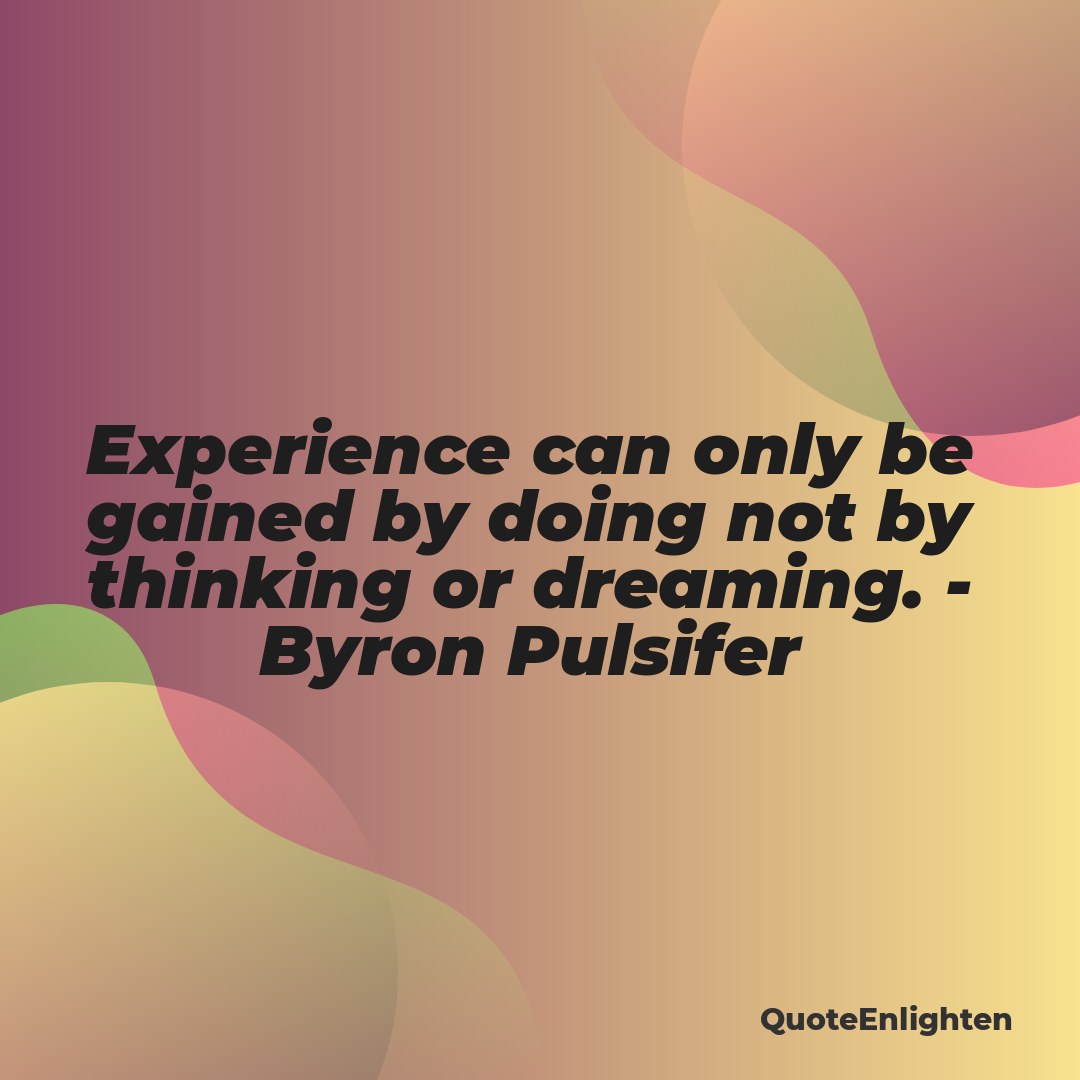 Experience can only be
gained by doing not by
thinking or dreaming. -
Byron Pulsifer
QuoteEnlighten